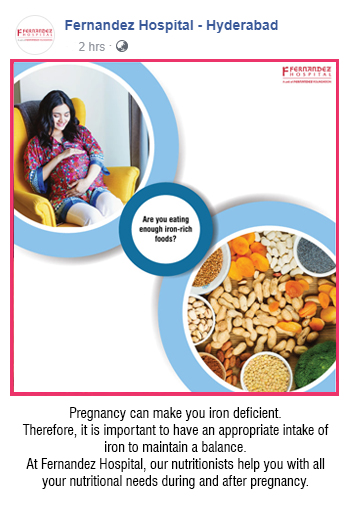 Fernandez Hospital - Hyderabad
2 hrs ·
FERNANDEZ
HOSPITAL
FERNANDEZ
HOSPITAL
Are you eating
enough iron-rich
foods?
Pregnancy can make you iron deficient.
Therefore, it is important to have an appropriate intake of
iron to maintain a balance.
At Fernandez Hospital, our nutritionists help you with all
your nutritional needs during and after pregnancy.